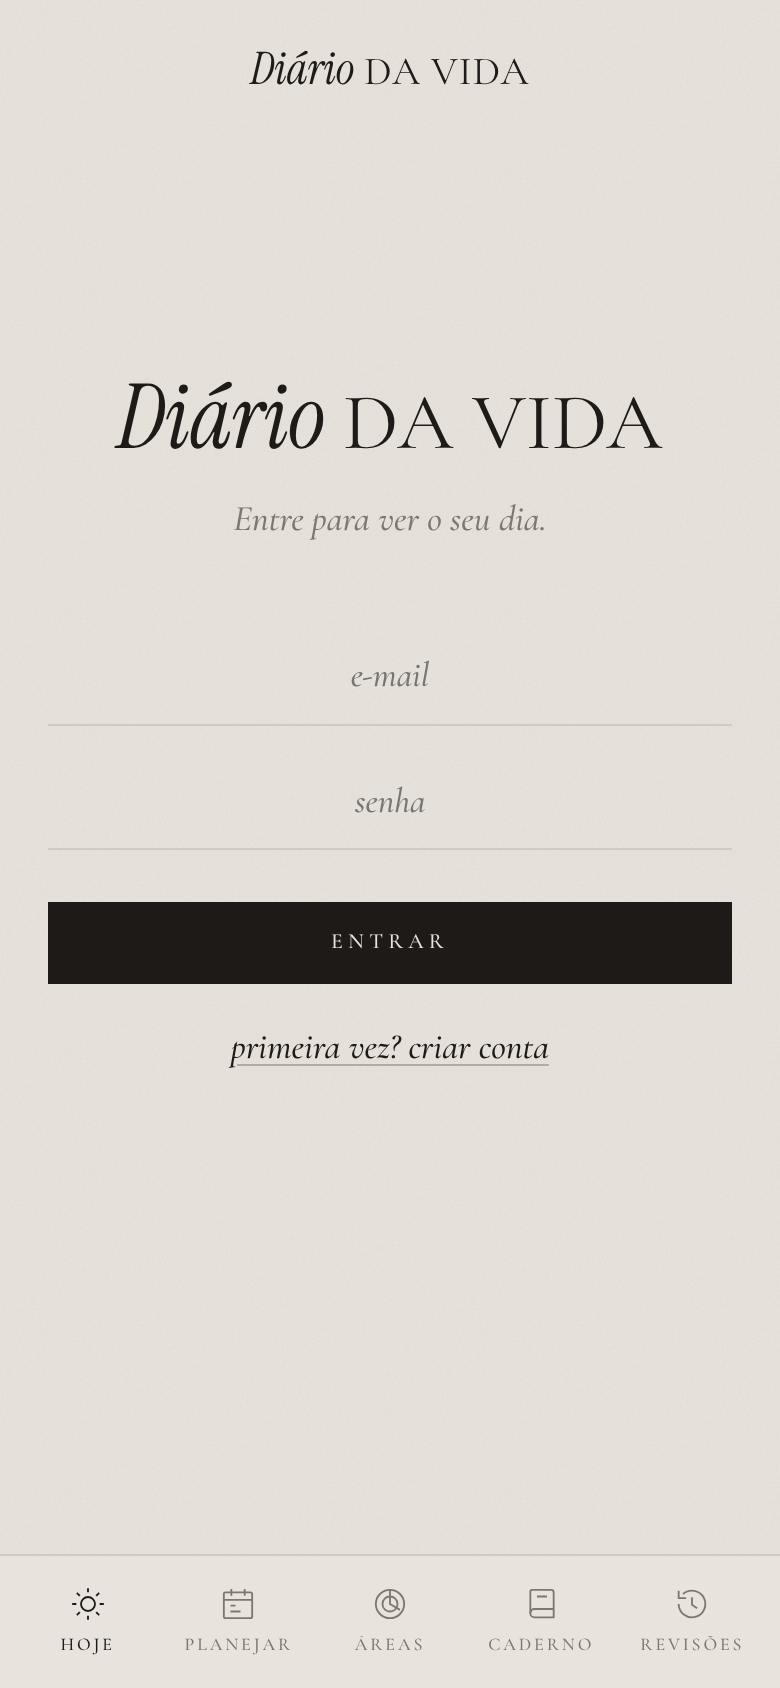 Diário DA VIDA
Diário DA VIDA
Entre para ver o seu dia.
e-mail
senha
ENTRAR
primeira vez? criar conta
HOJE PLANEJAR ÁREAS CADERNO REVISÕES